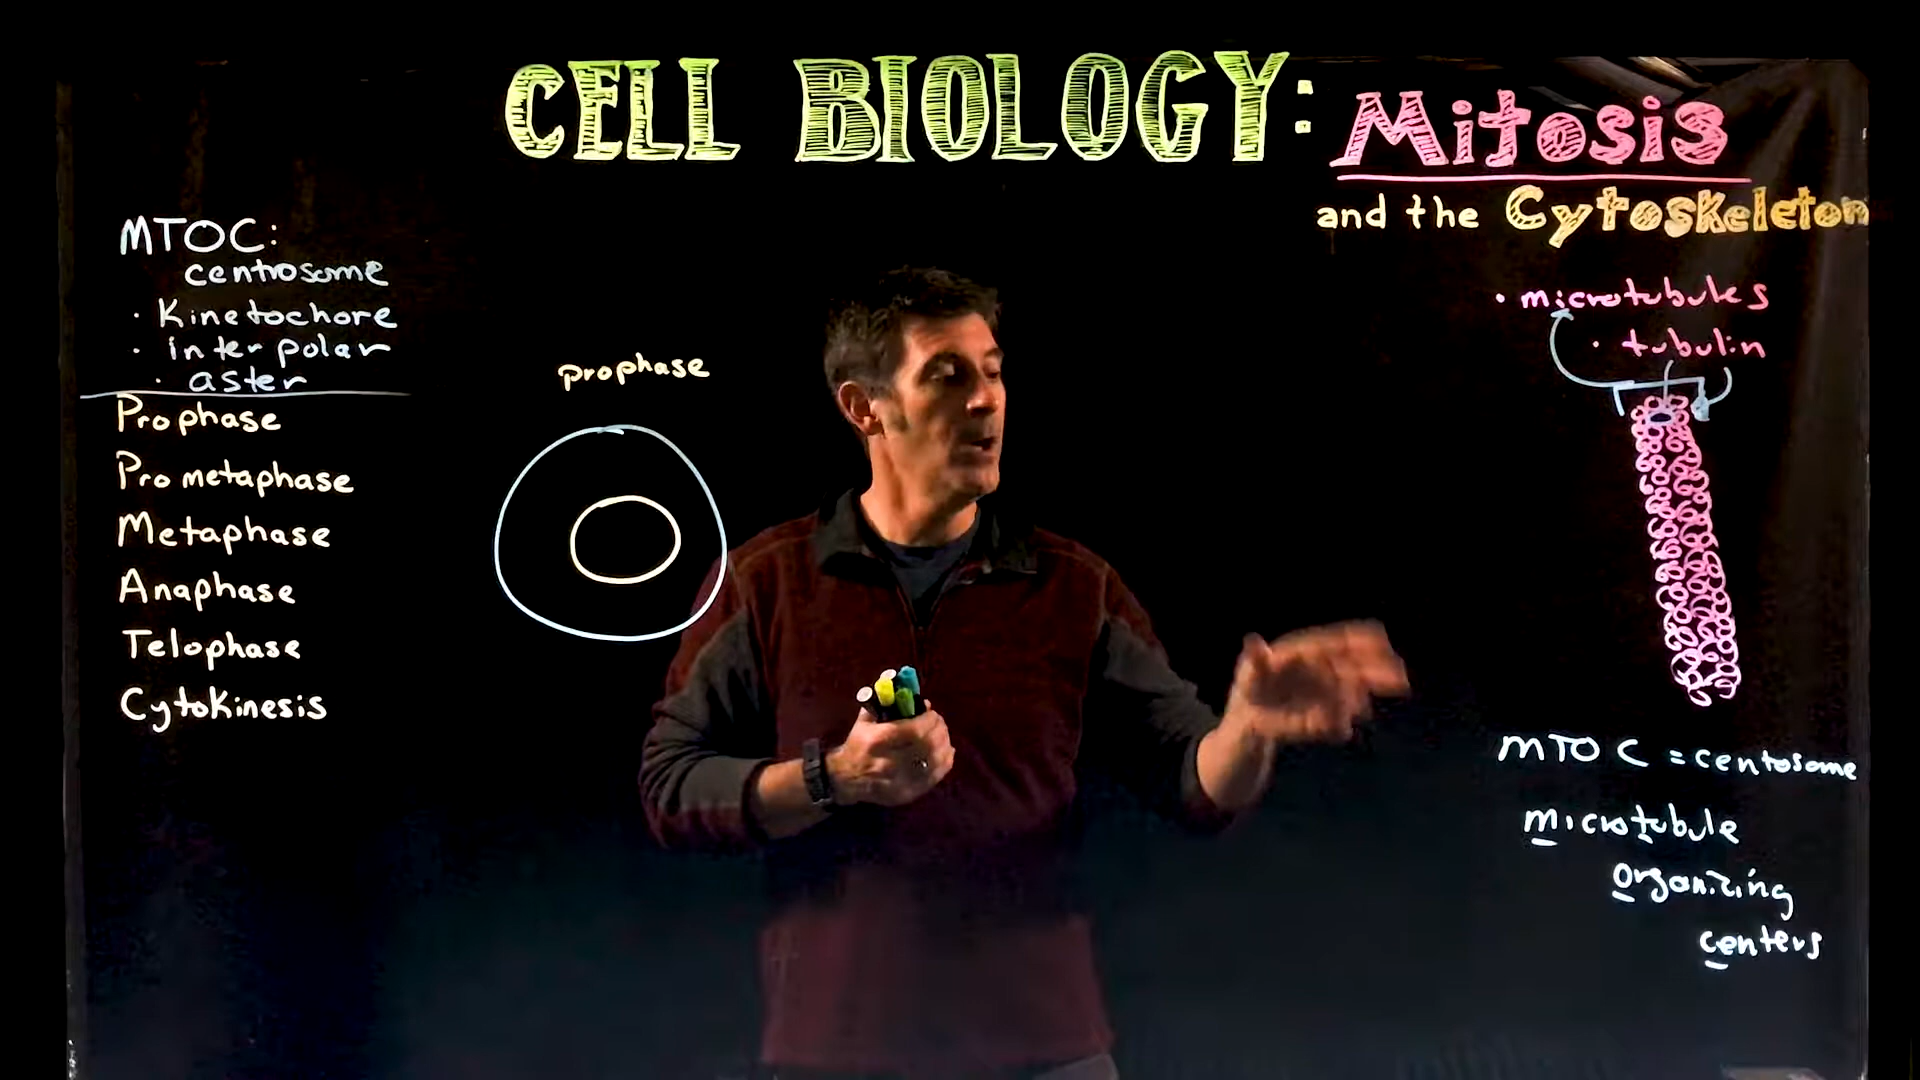 CELL BIOLOGY: Mitosis
and the Cytoskeleton
MTOC:
centrosome
· Kinetochore
· interpolar
· aster
Prophase
Prometaphase
Metaphase
Anaphase
Telophase
Cytokinesis
prophase
· microtubules
· tubulin
MTOC = centosome
microtubule
organizing
centers